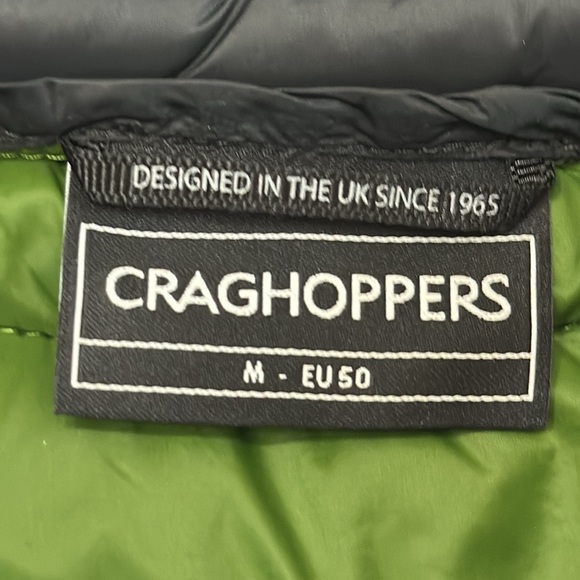 DESIGNED IN THE UK SINCE 1965
CRAGHOPPERS
M - EU50